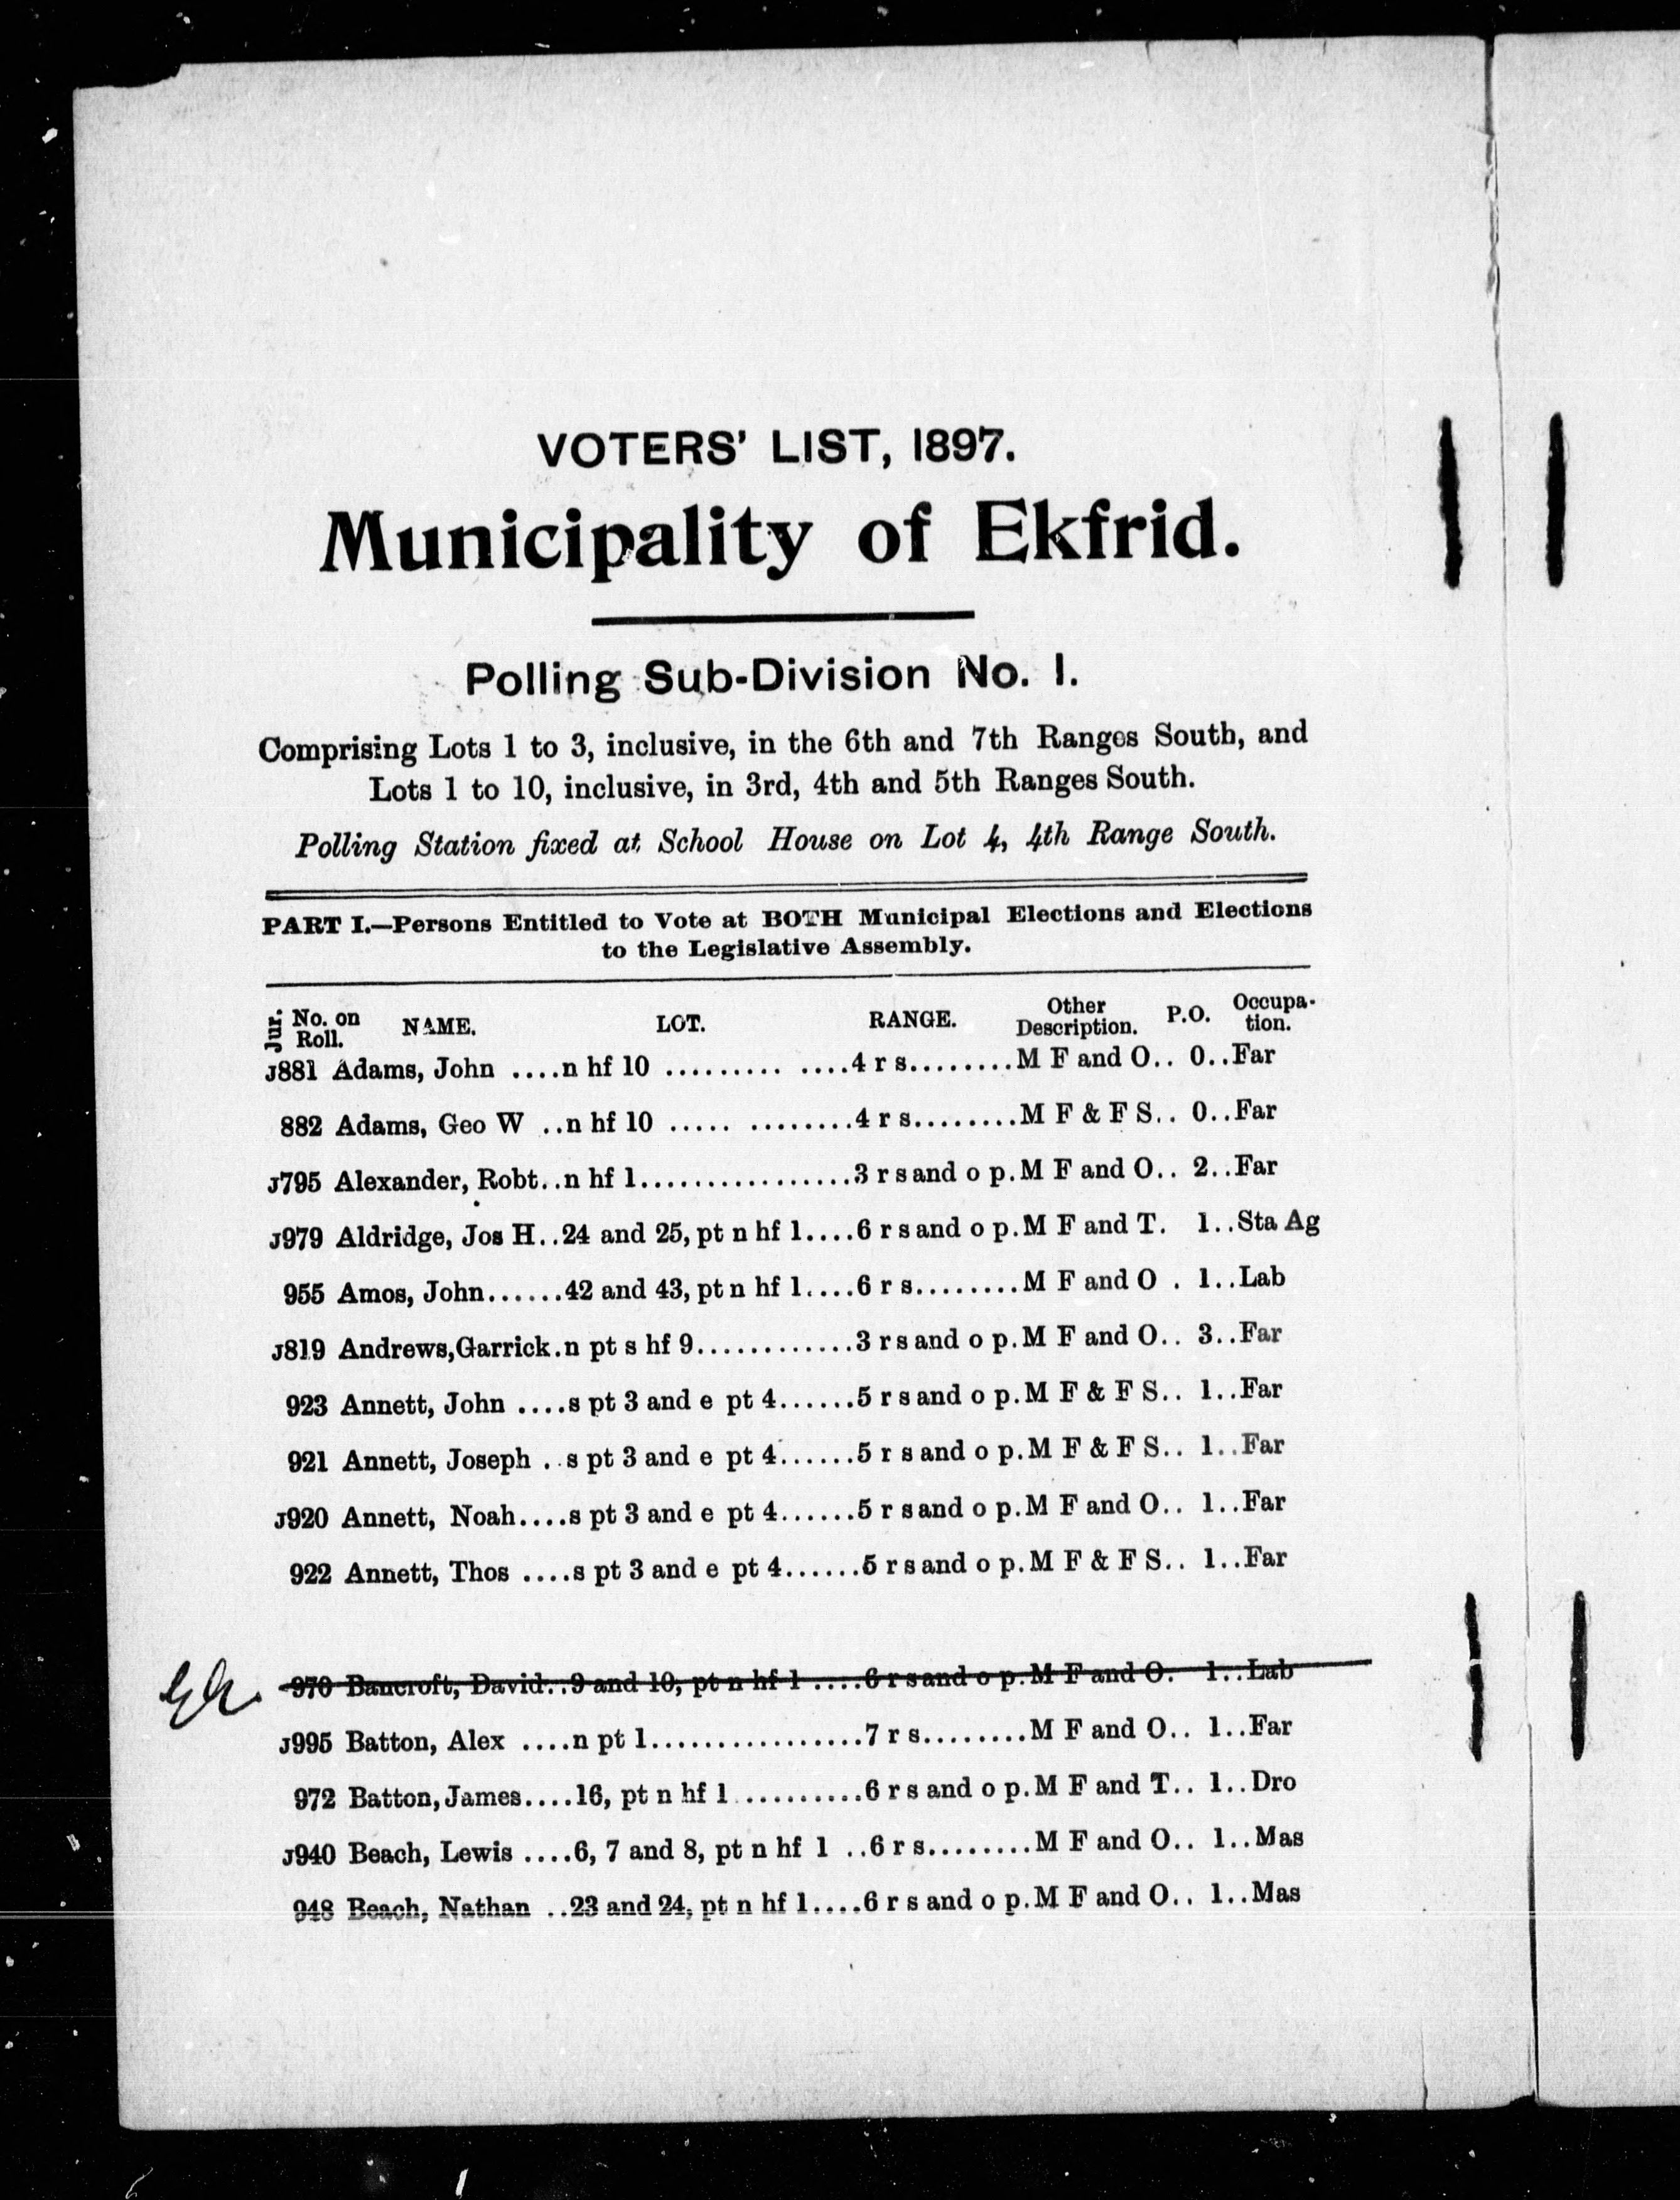 VOTERS' LIST, 1897.
Municipality of Ekfrid.
Polling Sub-Division No. 1.
Comprising Lots 1 to 3, inclusive, in the 6th and 7th Ranges South, and
Lots 1 to 10, inclusive, in 3rd, 4th and 5th Ranges South.
Polling Station fixed at School House on Lot 4, 4th Range South.
PART I.—Persons Entitled to Vote at BOTH Municipal Elections and Elections
to the Legislative Assembly.
Jur. No. on Roll. NAME. LOT. RANGE. Other Description. P.O. Occupa-tion.
J881 Adams, John ....n hf 10 ......... ....4 r s........M F and O.. 0..Far
882 Adams, Geo W ..n hf 10 ..... ........4 r s........M F & F S.. 0..Far
J795 Alexander, Robt..n hf 1................3 r s and o p.M F and O.. 2..Far
J979 Aldridge, Jos H..24 and 25, pt n hf 1....6 r s and o p.M F and T. 1..Sta Ag
955 Amos, John......42 and 43, pt n hf 1....6 r s........M F and O . 1..Lab
J819 Andrews,Garrick.n pt s hf 9............3 r s and o p.M F and O.. 3..Far
923 Annett, John ....s pt 3 and e pt 4......5 r s and o p.M F & F S.. 1..Far
921 Annett, Joseph ..s pt 3 and e pt 4......5 r s and o p.M F & F S.. 1..Far
J920 Annett, Noah....s pt 3 and e pt 4......5 r s and o p.M F and O.. 1..Far
922 Annett, Thos ....s pt 3 and e pt 4......5 r s and o p.M F & F S.. 1..Far
970 Bancroft, David..9 and 10, pt n hf 1 ....6 r s and o p.M F and O. 1..Lab
J995 Batton, Alex ....n pt 1................7 r s........M F and O.. 1..Far
972 Batton, James....16, pt n hf 1 ..........6 r s and o p.M F and T.. 1..Dro
J940 Beach, Lewis ....6, 7 and 8, pt n hf 1 ..6 r s........M F and O.. 1..Mas
948 Beach, Nathan ..23 and 24, pt n hf 1....6 r s and o p.M F and O.. 1..Mas